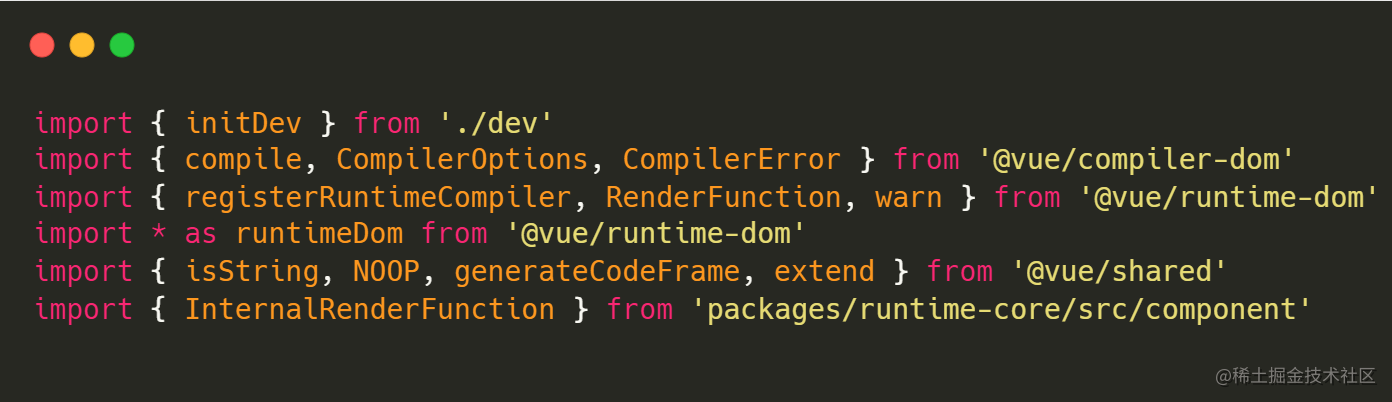 import { initDev } from './dev'
import { compile, CompilerOptions, CompilerError } from '@vue/compiler-dom'
import { registerRuntimeCompiler, RenderFunction, warn } from '@vue/runtime-dom'
import * as runtimeDom from '@vue/runtime-dom'
import { isString, NOOP, generateCodeFrame, extend } from '@vue/shared'
import { InternalRenderFunction } from 'packages/runtime-core/src/component'
@稀土掘金技术社区